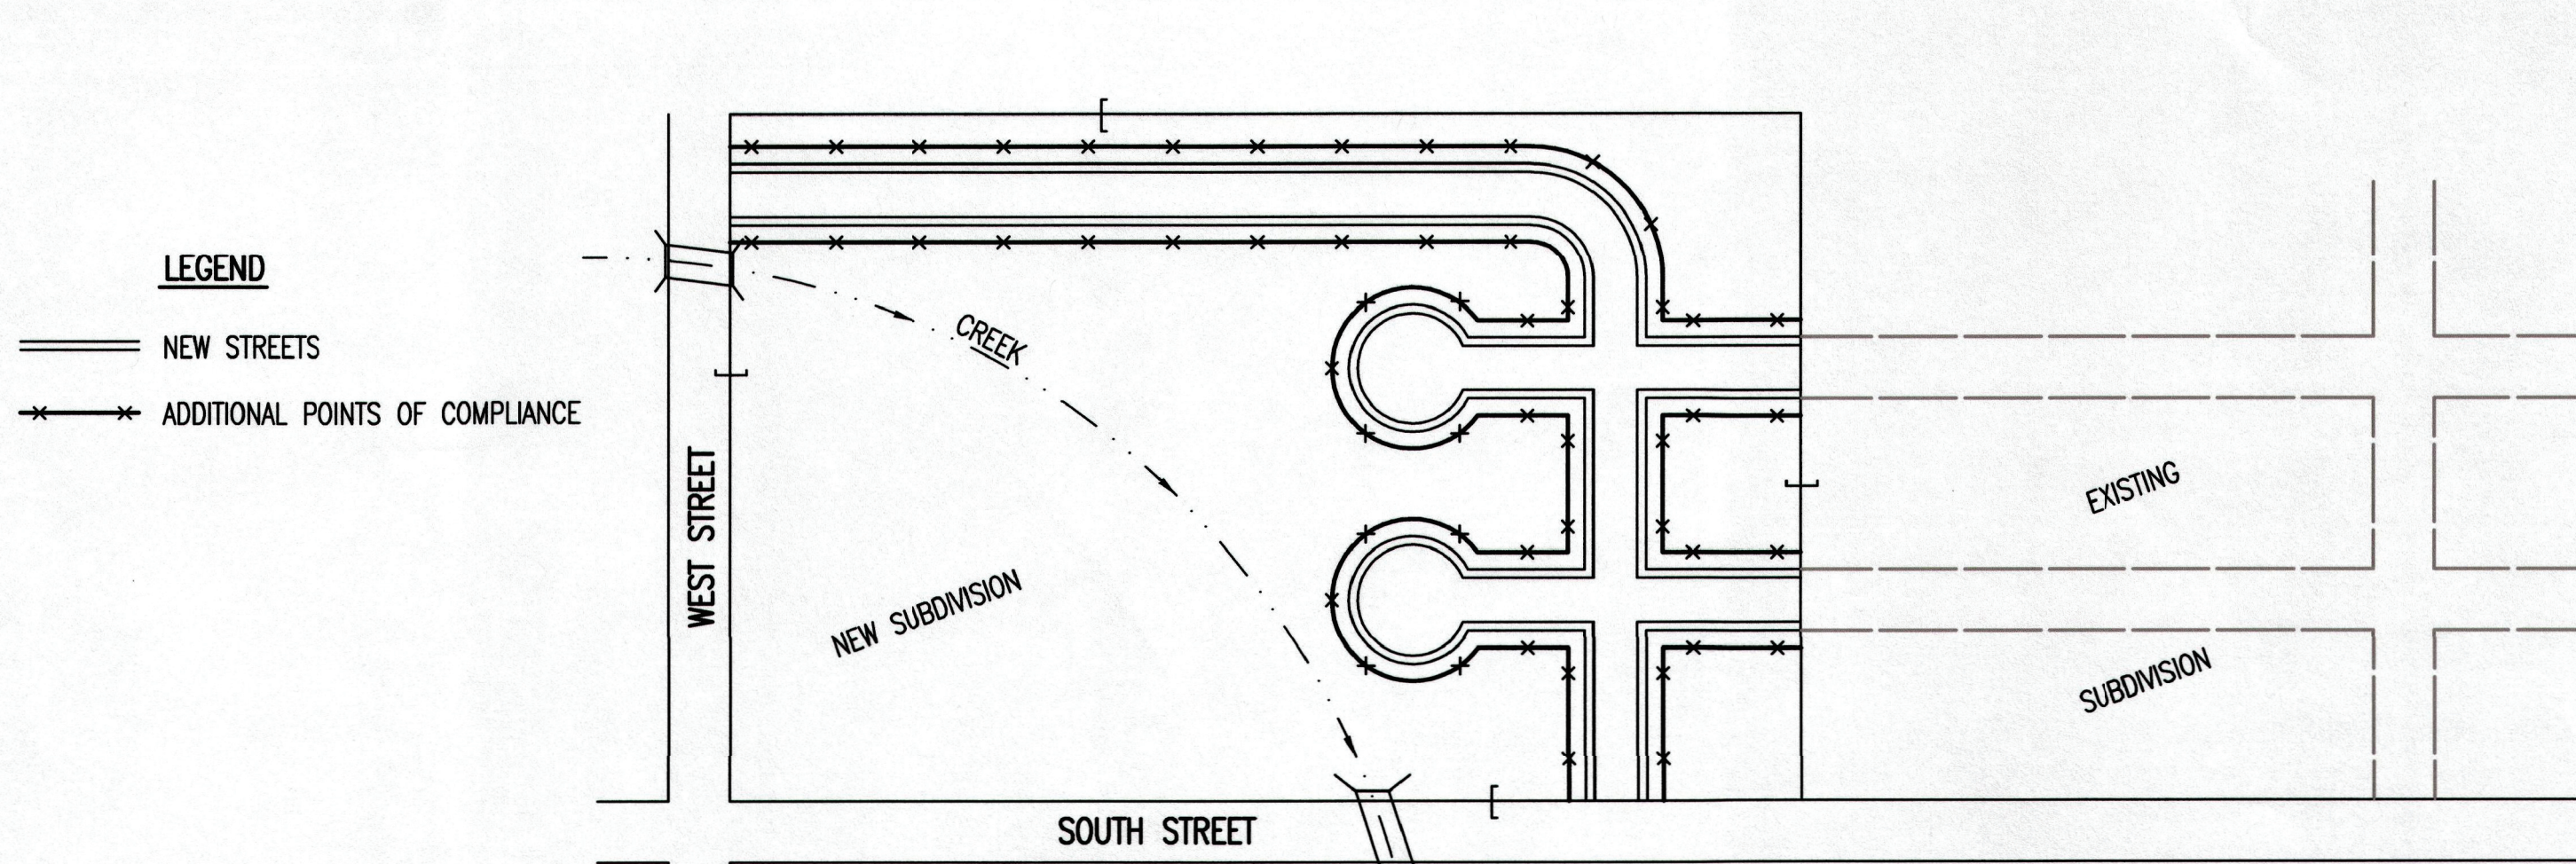 LEGEND
NEW STREETS
ADDITIONAL POINTS OF COMPLIANCE
WEST STREET
CREEK
NEW SUBDIVISION
SOUTH STREET
EXISTING
SUBDIVISION